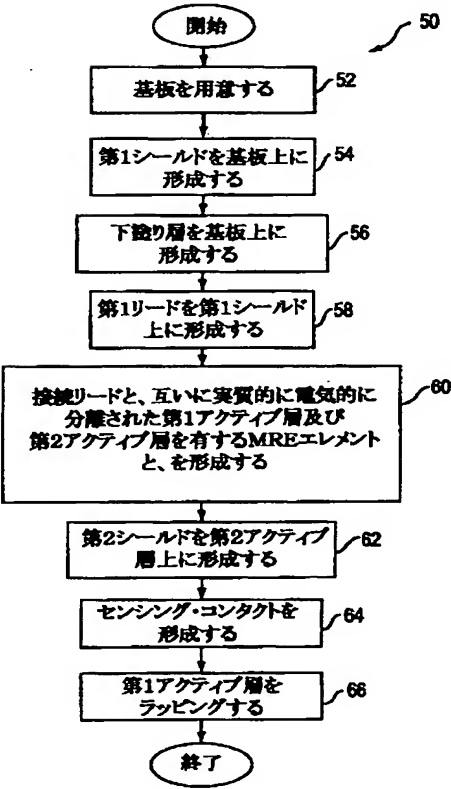 開始
50
基板を用意する
52
第1シールドを基板上に
形成する
54
下塗り層を基板上に
形成する
56
第1リードを第1シールド
上に形成する
58
接続リードと、互いに実質的に電気的に
分離された第1アクティブ層及び
第2アクティブ層を有するMREエレメント
と、を形成する
60
第2シールドを第2アクティブ
層上に形成する
62
センシング・コンタクトを
形成する
64
第1アクティブ層を
ラッピングする
66
終了